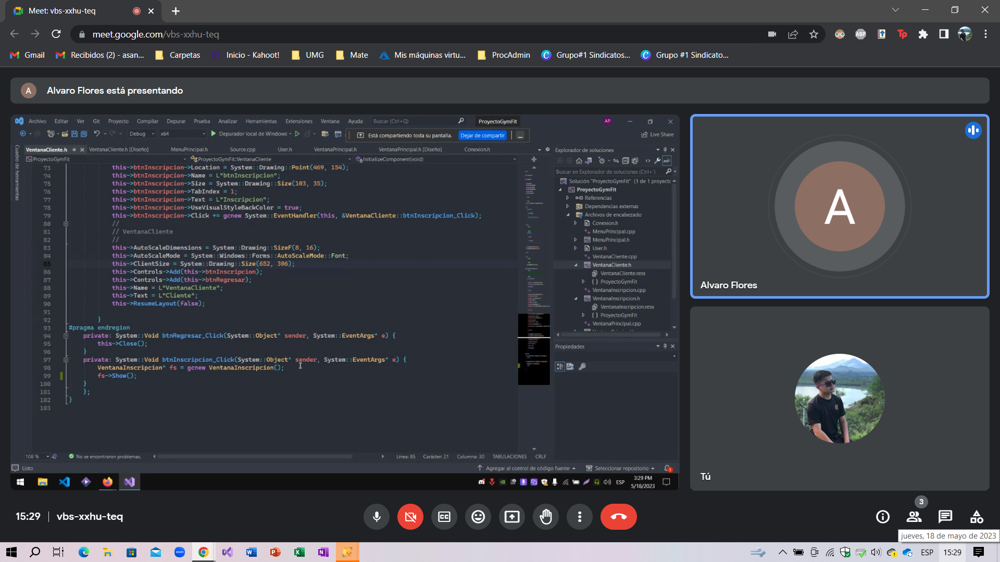 Meet: vbs-xxhu-teq
meet.google.com/vbs-xxhu-teq
ABP
Tp
Gmail
Recibidos (2) - asan...
Carpetas
Inicio - Kahoot!
UMG
Mate
Mis máquinas virtu...
ProcAdmin
Grupo#1 Sindicatos...
Grupo #1 Sindicato...
A
Alvaro Flores está presentando
Archivo Editar Ver Git Proyecto Compilar Depurar Prueba Analizar Herramientas Extensiones Ventana Ayuda Buscar (Ctrl+Q) ProyectoGymFit AP
Debug x64 Depurador local de Windows Está compartiendo toda su pantalla. Dejar de compartir Live Share
Cuadro de herramientas
VentanaCliente.h VentanaCliente.h [Diseño] MenuPrincipal.h Source.cpp User.h VentanaPrincipal.h VentanaPrincipal.h [Diseño] Conexion.h
ProyectoGymFit ProyectoGymFit::VentanaCliente InitializeComponent(void)
73 this->btnInscripcion->Location = System::Drawing::Point(469, 154);
74 this->btnInscripcion->Name = L"btnInscripcion";
75 this->btnInscripcion->Size = System::Drawing::Size(103, 35);
76 this->btnInscripcion->TabIndex = 1;
77 this->btnInscripcion->Text = L"Inscripcion";
78 this->btnInscripcion->UseVisualStyleBackColor = true;
79 this->btnInscripcion->Click += gcnew System::EventHandler(this, &VentanaCliente::btnInscripcion_Click);
80 //
81 // VentanaCliente
82 //
83 this->AutoScaleDimensions = System::Drawing::SizeF(8, 16);
84 this->AutoScaleMode = System::Windows::Forms::AutoScaleMode::Font;
85 this->ClientSize = System::Drawing::Size(652, 306);
86 this->Controls->Add(this->btnInscripcion);
87 this->Controls->Add(this->btnRegresar);
88 this->Name = L"VentanaCliente";
89 this->Text = L"Cliente";
90 this->ResumeLayout(false);
91
92 }
93 #pragma endregion
94 private: System::Void btnRegresar_Click(System::Object^ sender, System::EventArgs^ e) {
95 this->Close();
96 }
97 private: System::Void btnInscripcion_Click(System::Object^ sender, System::EventArgs^ e) {
98 VentanaInscripcion^ fs = gcnew VentanaInscripcion();
99 fs->Show();
100 }
101 };
102 }
103
Explorador de soluciones
Buscar en Explorador de soluciones (Ctrl+')
Solución "ProyectoGymFit" (1 de 1 proyecto
ProyectoGymFit
Referencias
Dependencias externas
Archivos de encabezado
Conexion.h
MenuPrincipal.cpp
MenuPrincipal.h
User.h
VentanaCliente.cpp
VentanaCliente.h
VentanaCliente.resx
{ } ProyectoGymFit
VentanaInscripcion.cpp
VentanaInscripcion.h
VentanaInscripcion.resx
{ } ProyectoGymFit
VentanaPrincipal.cpp
Propiedades
108 % No se encontraron problemas. Línea: 85 Carácter: 21 Columna: 30 TABULACIONES CRLF
Listo Agregar al control de código fuente Seleccionar repositorio 1
ESP 3:29 PM
5/18/2023
A
Alvaro Flores
Tú
15:29 | vbs-xxhu-teq
CC
3
jueves, 18 de mayo de 2023
zoom
ESP 15:29